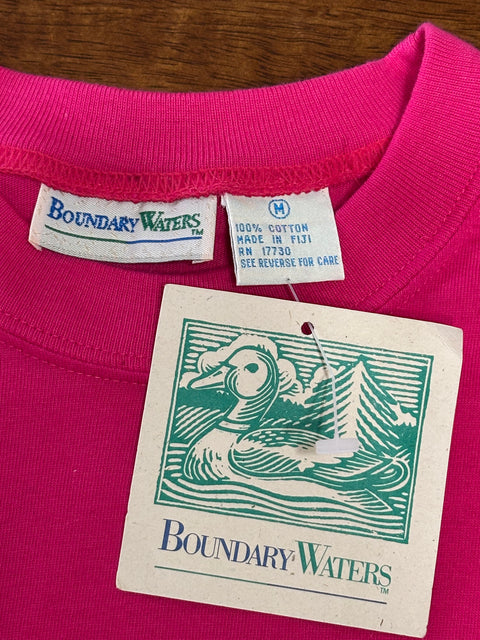 BOUNDARY WATERS
TM
M
100% COTTON
MADE IN FIJI
RN 17730
SEE REVERSE FOR CARE
BOUNDARY WATERS
TM